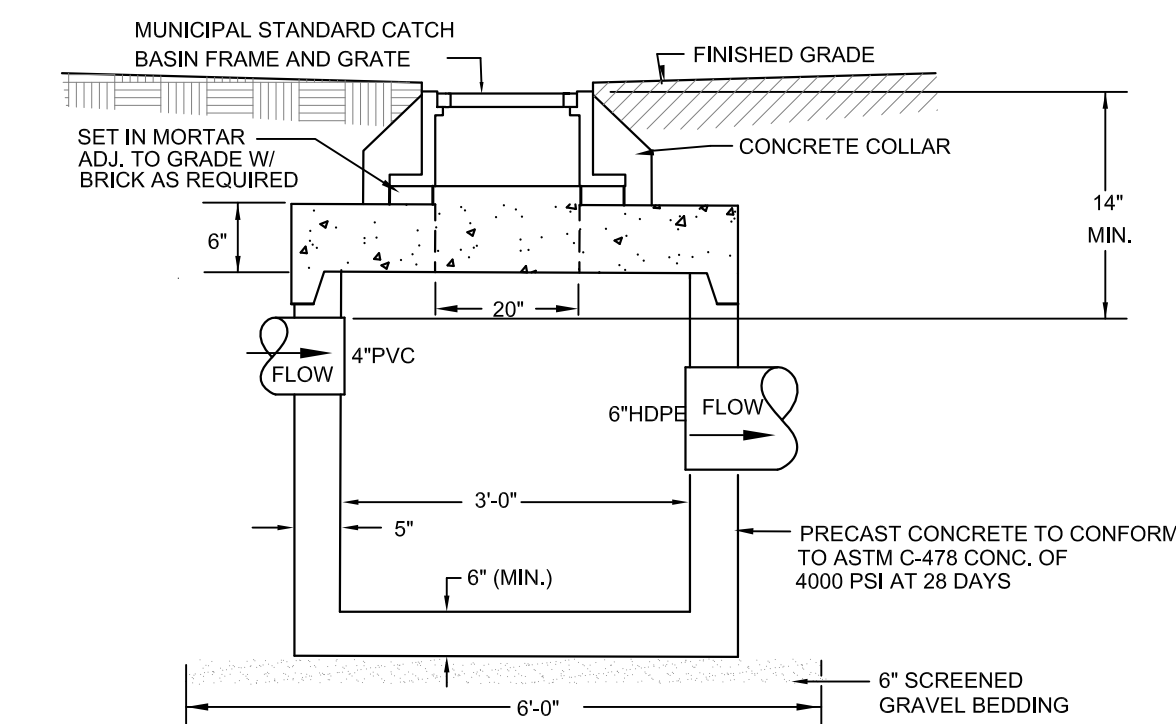 MUNICIPAL STANDARD CATCH
BASIN FRAME AND GRATE
FINISHED GRADE
SET IN MORTAR
ADJ. TO GRADE W/
BRICK AS REQUIRED
CONCRETE COLLAR
14"
MIN.
6"
20"
4"PVC
FLOW
6"HDPE
FLOW
3'-0"
5"
PRECAST CONCRETE TO CONFORM
TO ASTM C-478 CONC. OF
4000 PSI AT 28 DAYS
6" (MIN.)
6" SCREENED
GRAVEL BEDDING
6'-0"